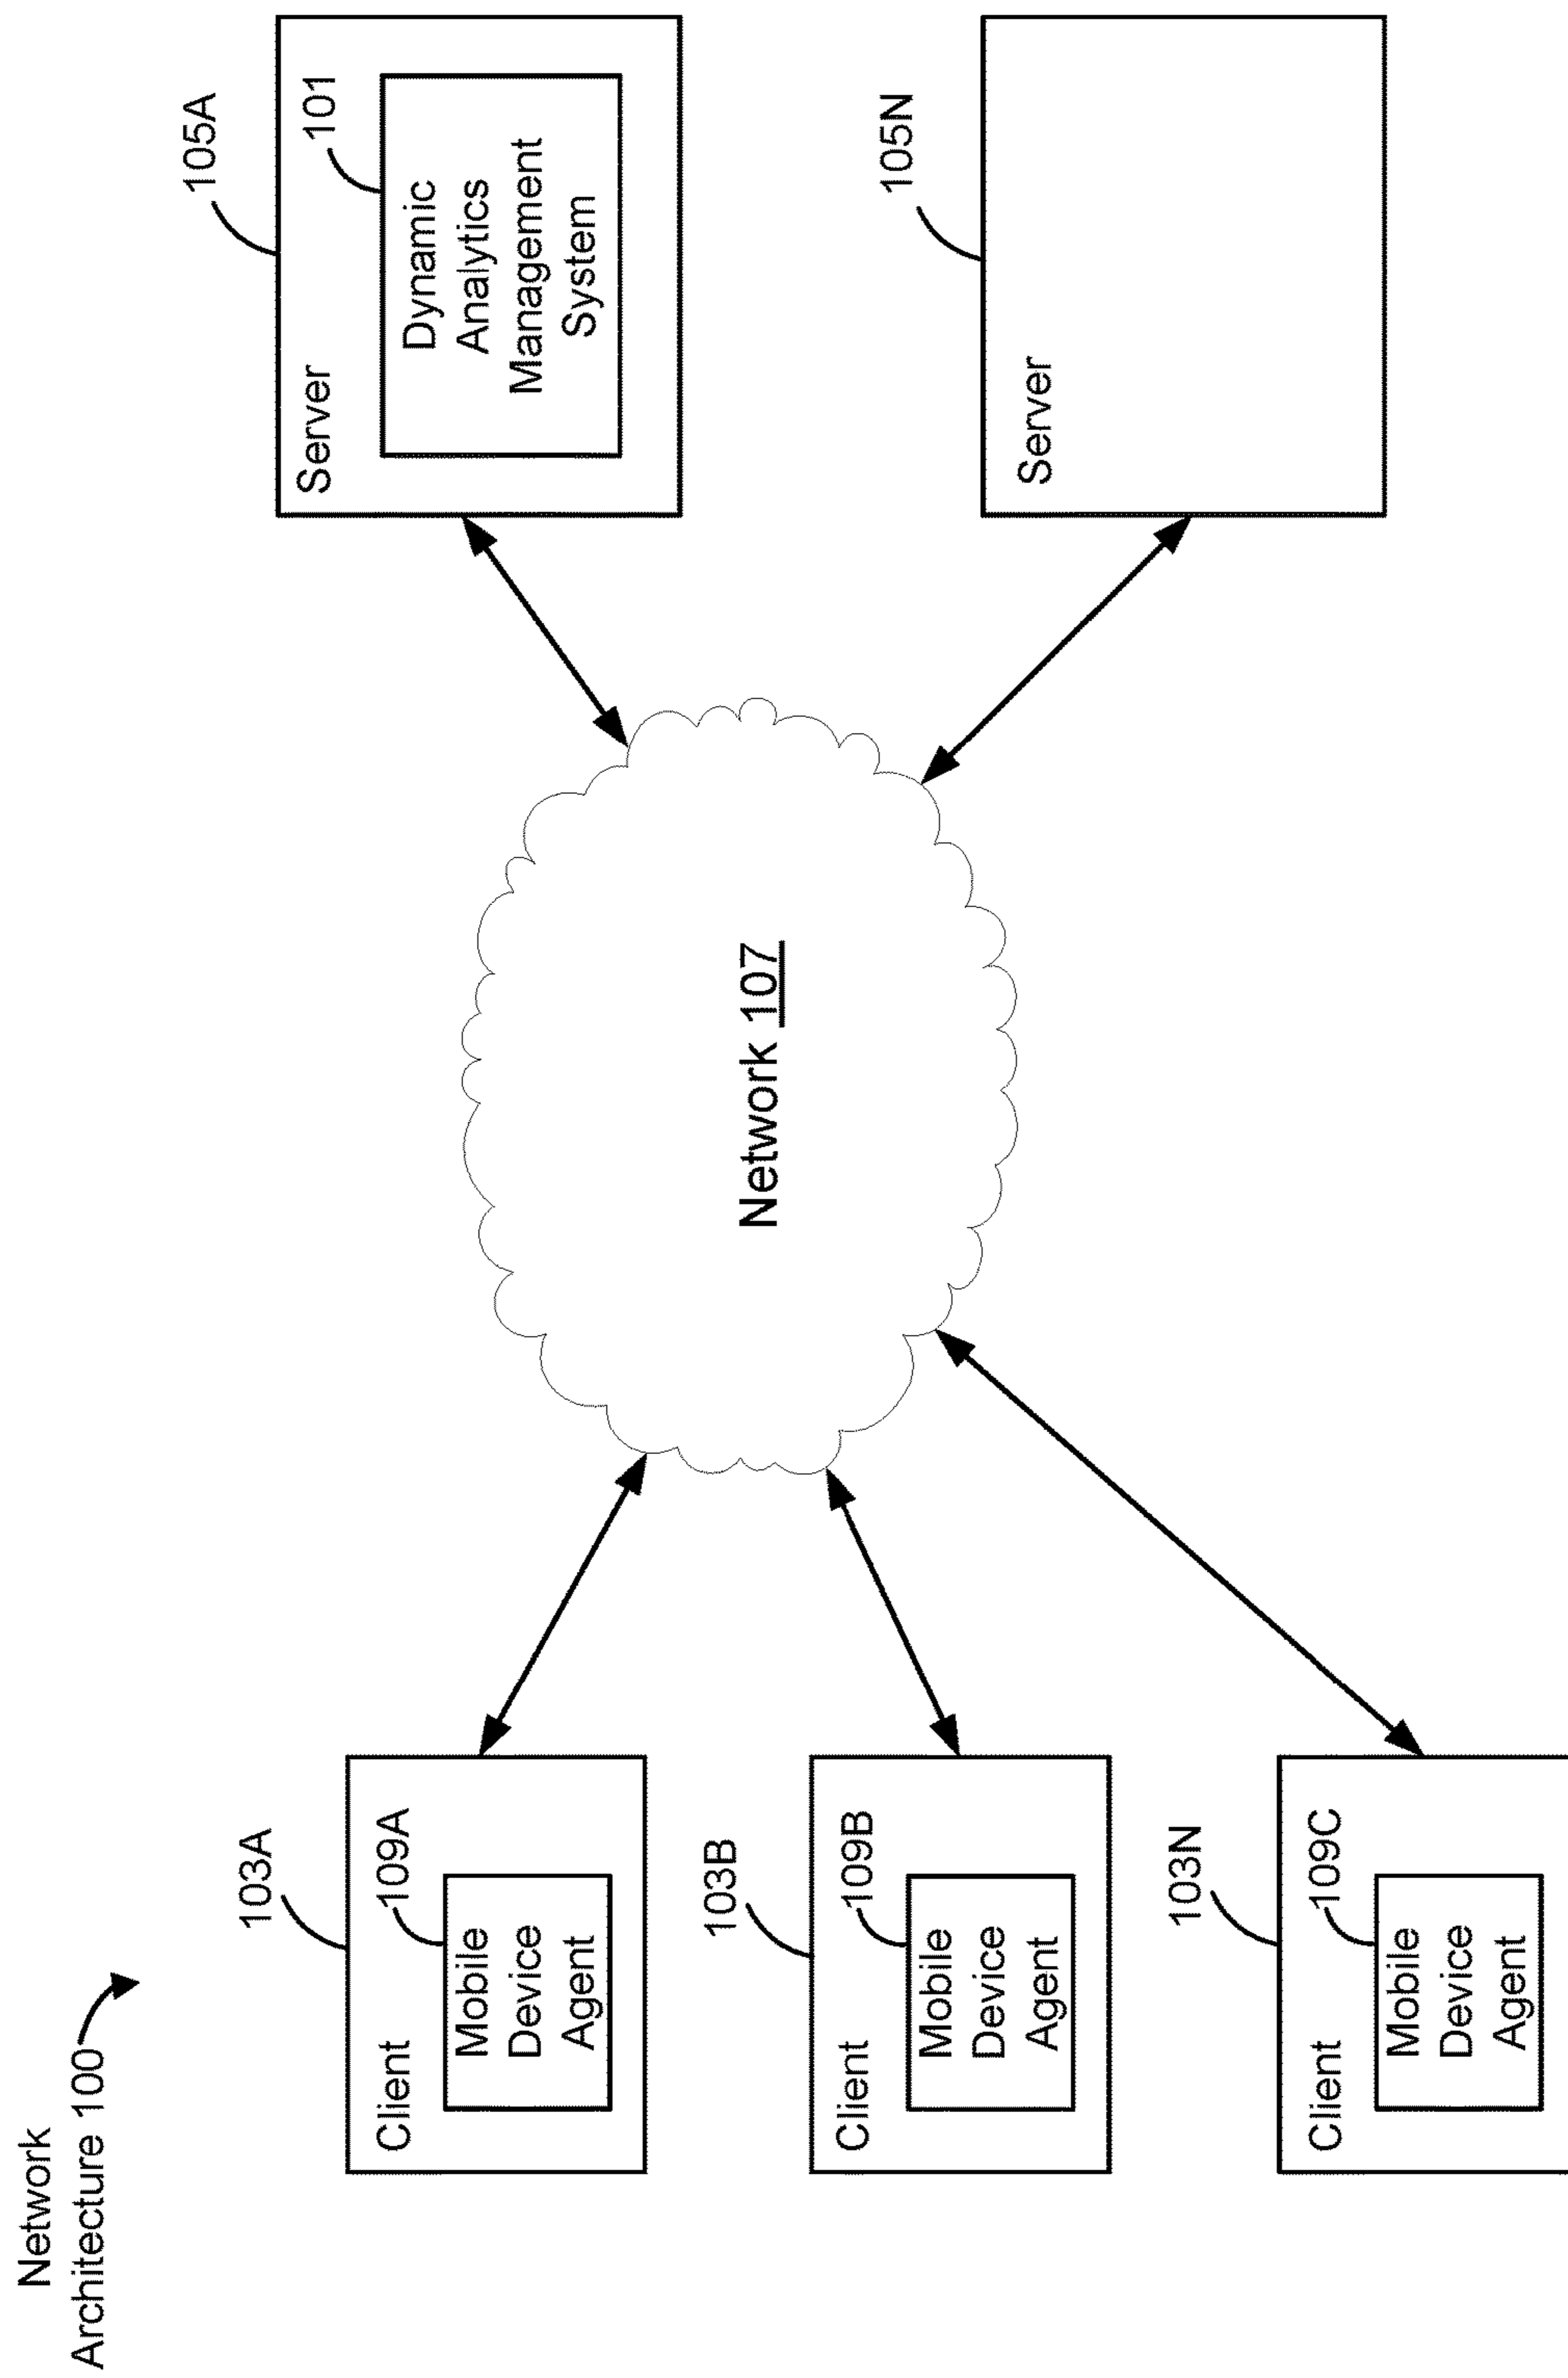 Network
Architecture 100
103A
Client
109A
Mobile
Device
Agent
103B
Client
109B
Mobile
Device
Agent
103N
Client
109C
Mobile
Device
Agent
Network 107
105A
Server
101
Dynamic
Analytics
Management
System
105N
Server